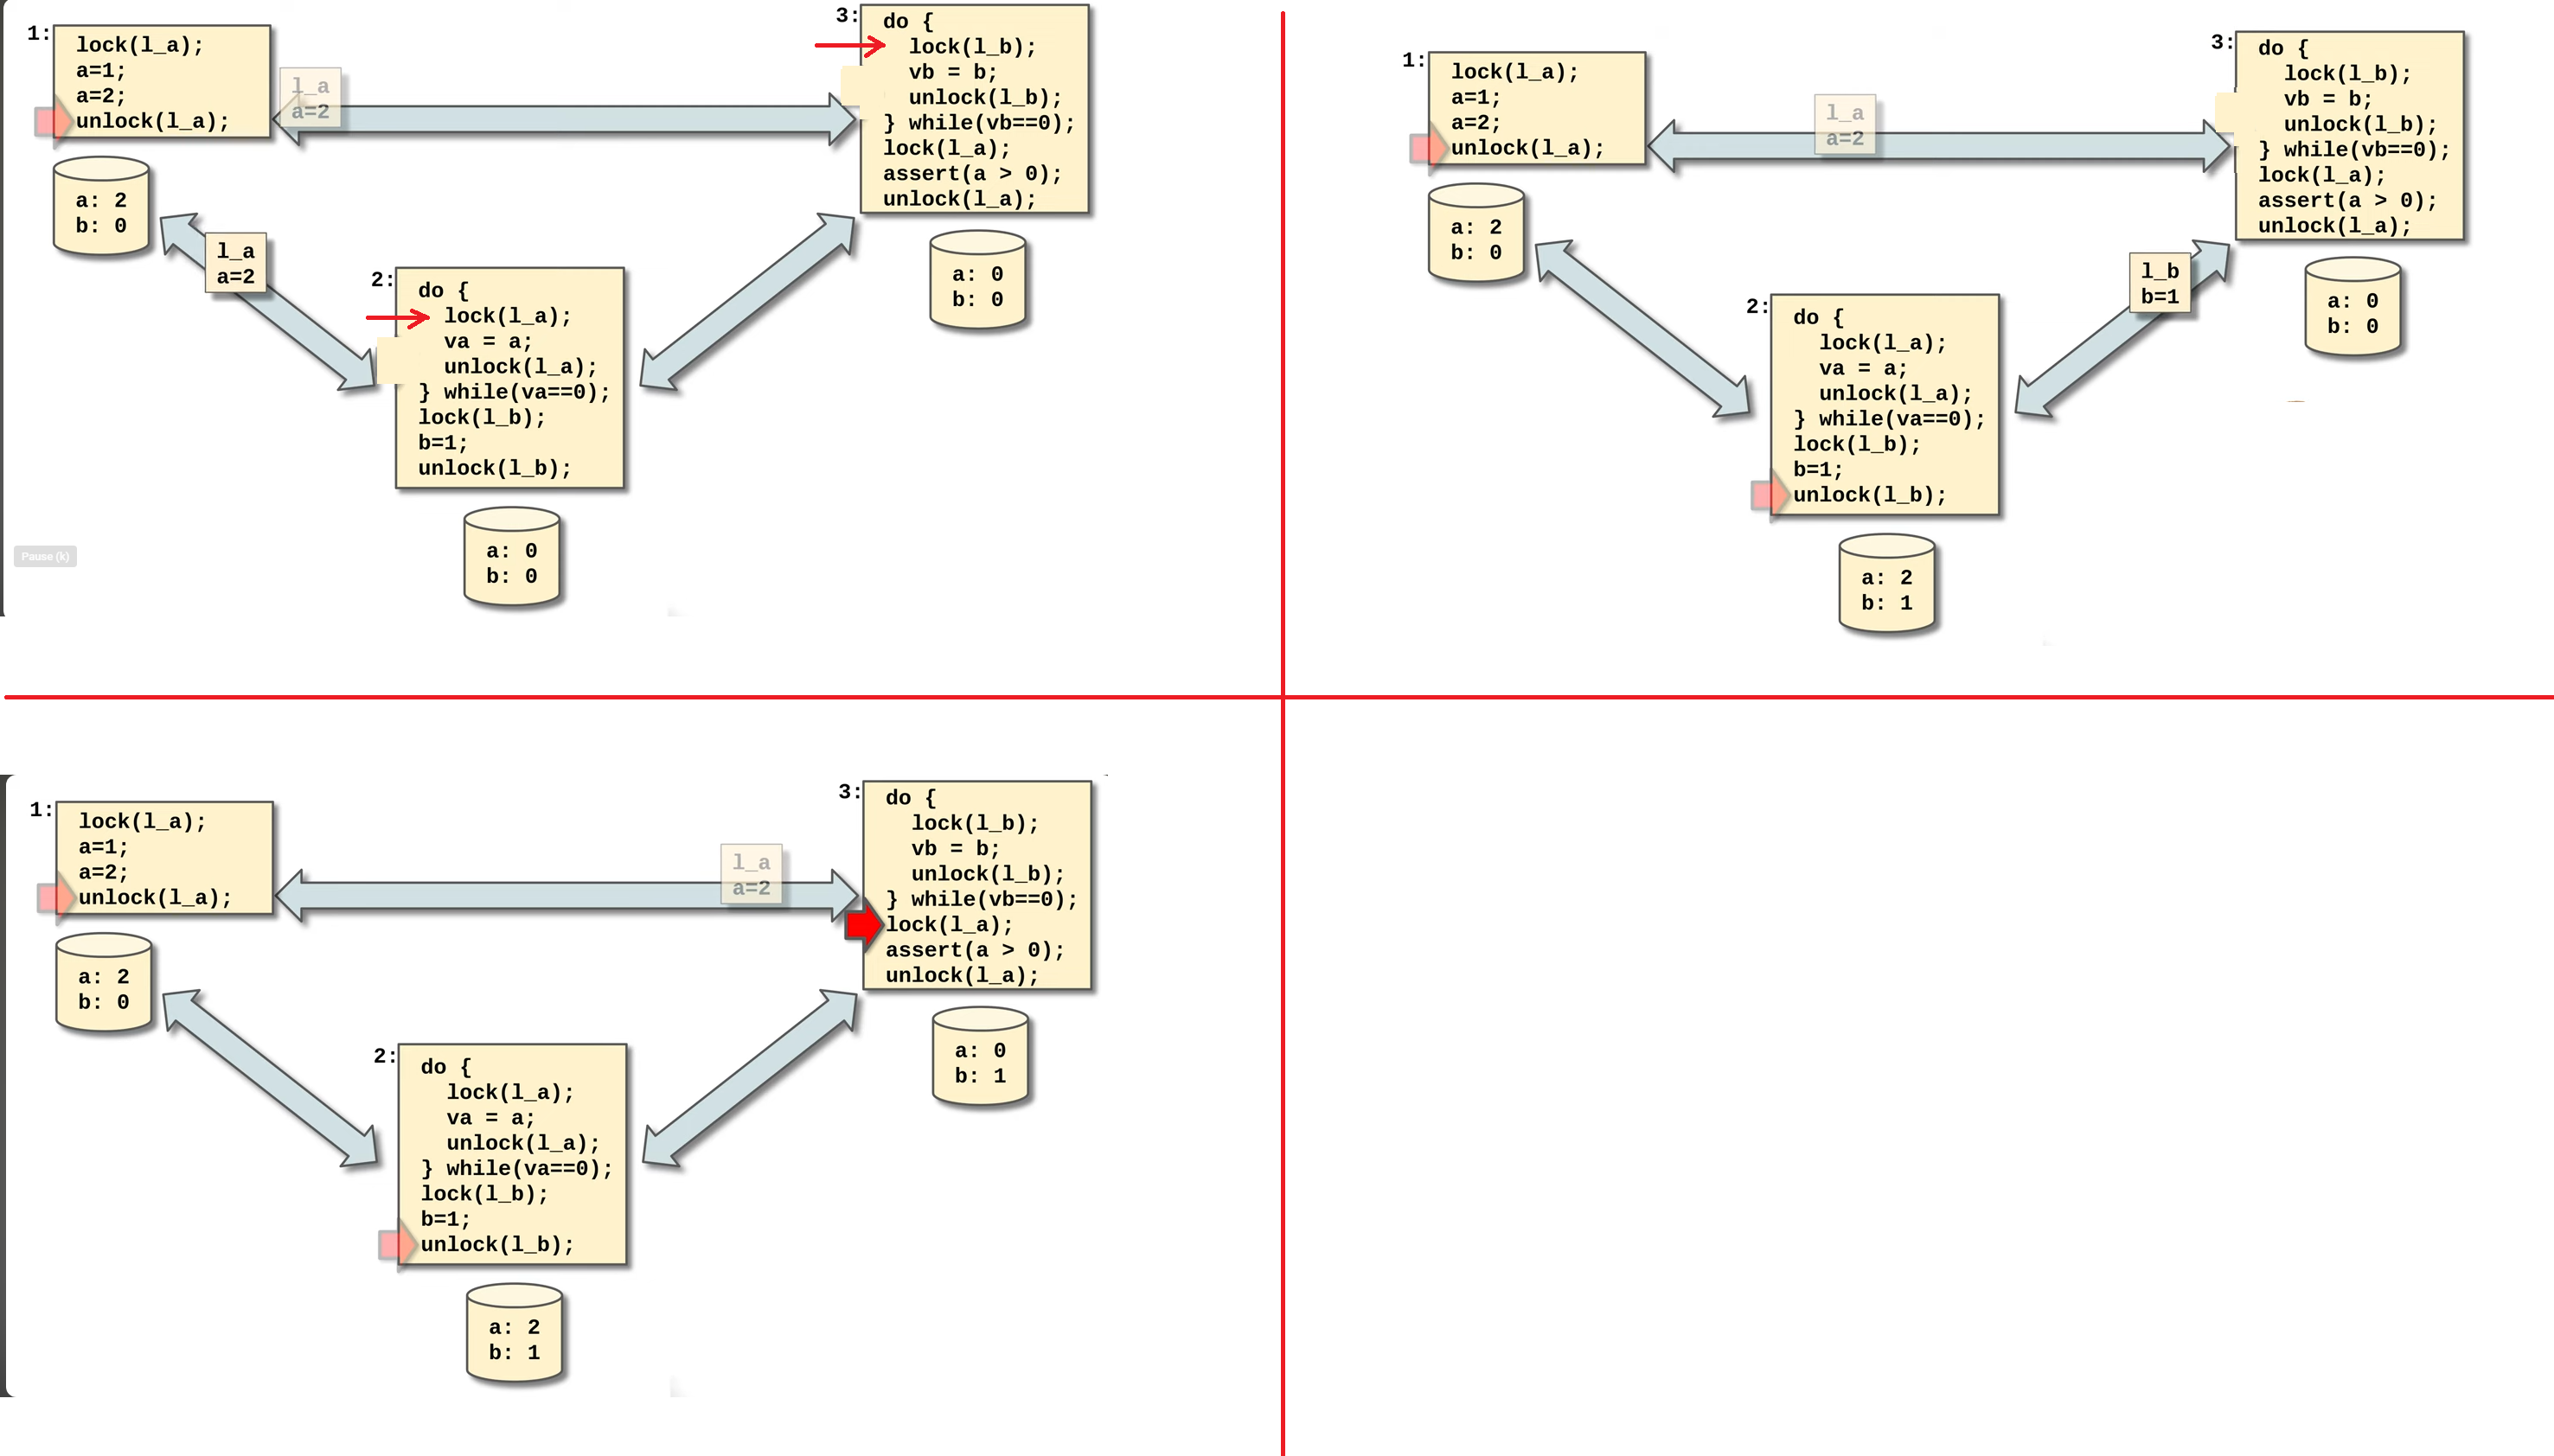 1:
lock(l_a);
a=1;
a=2;
unlock(l_a);
l_a
a=2
3:
do {
lock(l_b);
vb = b;
unlock(l_b);
} while(vb==0);
lock(l_a);
assert(a > 0);
unlock(l_a);
a: 2
b: 0
l_a
a=2
a: 0
b: 0
2:
do {
lock(l_a);
va = a;
unlock(l_a);
} while(va==0);
lock(l_b);
b=1;
unlock(l_b);
a: 0
b: 0
Pause (k)
1:
lock(l_a);
a=1;
a=2;
unlock(l_a);
l_a
a=2
3:
do {
lock(l_b);
vb = b;
unlock(l_b);
} while(vb==0);
lock(l_a);
assert(a > 0);
unlock(l_a);
a: 2
b: 0
l_b
b=1
a: 0
b: 0
2:
do {
lock(l_a);
va = a;
unlock(l_a);
} while(va==0);
lock(l_b);
b=1;
unlock(l_b);
a: 2
b: 1
1:
lock(l_a);
a=1;
a=2;
unlock(l_a);
l_a
a=2
3:
do {
lock(l_b);
vb = b;
unlock(l_b);
} while(vb==0);
lock(l_a);
assert(a > 0);
unlock(l_a);
a: 2
b: 0
a: 0
b: 1
2:
do {
lock(l_a);
va = a;
unlock(l_a);
} while(va==0);
lock(l_b);
b=1;
unlock(l_b);
a: 2
b: 1